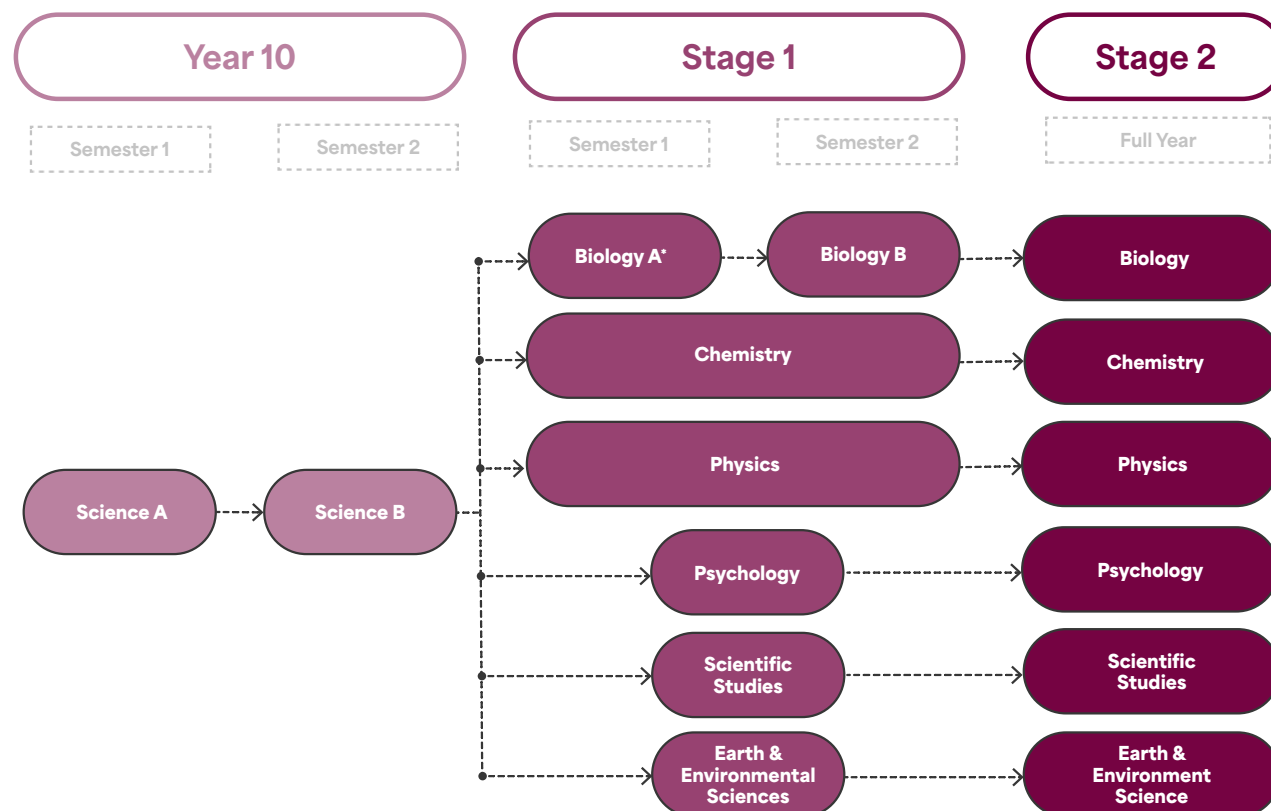 Year 10
Stage 1
Stage 2
Semester 1
Semester 2
Semester 1
Semester 2
Full Year
Biology A*
Biology B
Biology
Chemistry
Chemistry
Physics
Physics
Science A
Science B
Psychology
Psychology
Scientific
Studies
Scientific
Studies
Earth &
Environmental
Sciences
Earth &
Environment
Science